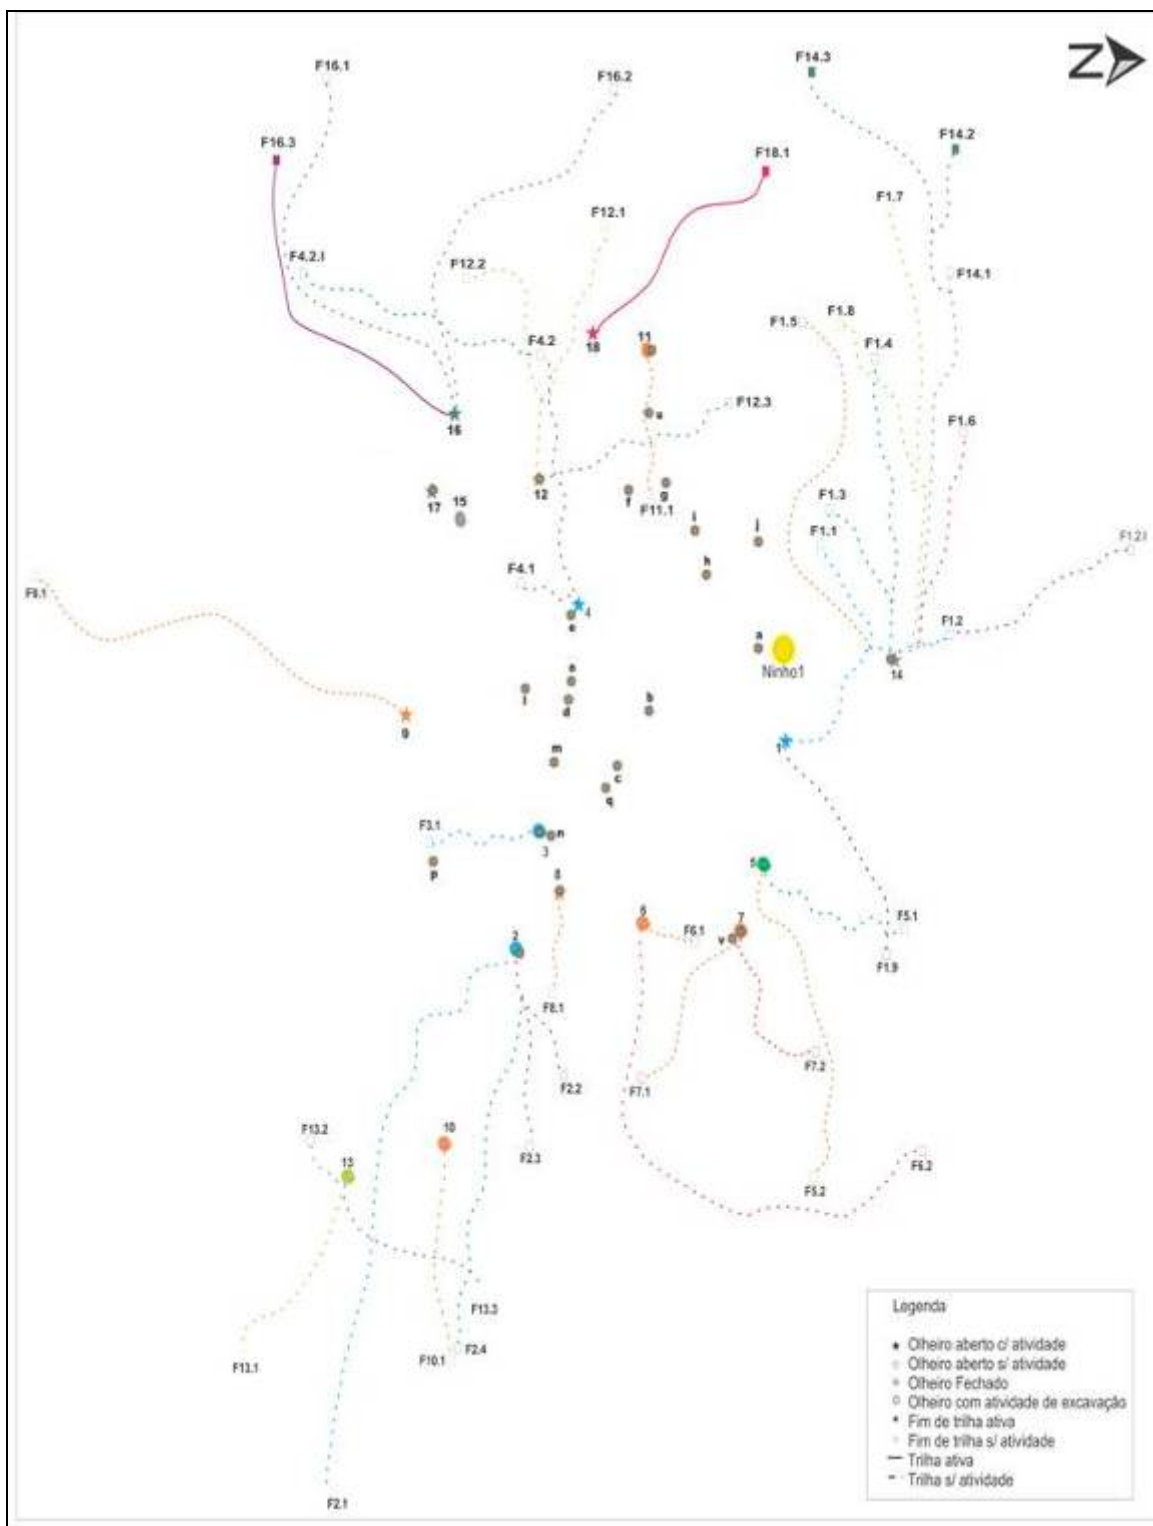 F16.1
F16.2
F14.3
Z
F16.3
F18.1
F14.2
F1.7
F12.1
F4.2.I
F12.2
F14.1
F1.5
F1.8
18
11
F1.4
F4.2
F12.3
16
F1.6
12
17
15
f
g
F11.1
F1.3
i
j
F1.1
F1.2.I
h
F4.1
4
e
F9.1
F1.2
a
Ninho1
14
l
d
b
9
m
c
q
1
F3.1
n
3
P
5
8
6
7
F6.1
v
F5.1
F1.9
2
F8.1
F2.2
F7.1
F7.2
F13.2
10
13
F2.3
F6.2
F5.2
F13.3
F13.1
F10.1
F2.4
F2.1
Legenda
Olheiro aberto c/ atividade
Olheiro aberto s/ atividade
Olheiro Fechado
Olheiro com atividade de excavação
Fim de trilha ativa
Fim de trilha s/ atividade
Trilha ativa
Trilha s/ atividade